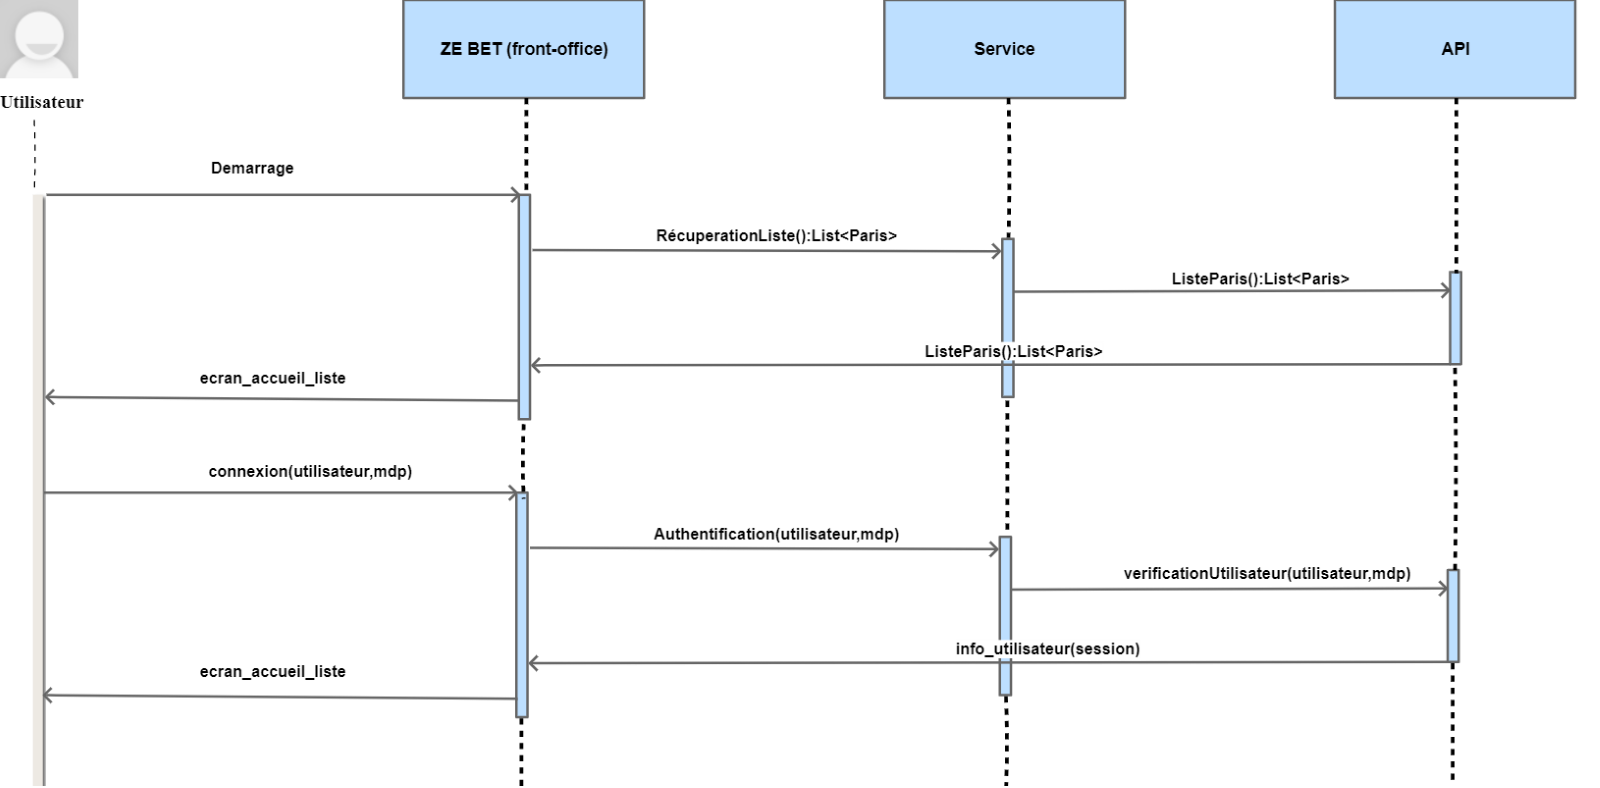 ZE BET (front-office)
Service
API
Utilisateur
Demarrage
RécuperationListe():List<Paris>
ListeParis():List<Paris>
ListeParis():List<Paris>
ecran_accueil_liste
connexion(utilisateur,mdp)
Authentification(utilisateur,mdp)
verificationUtilisateur(utilisateur,mdp)
info_utilisateur(session)
ecran_accueil_liste